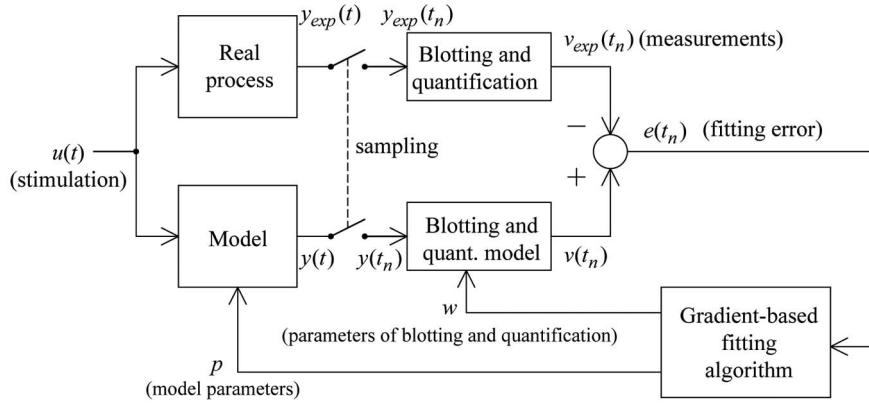 y_exp(t)
y_exp(t_n)
Real
process
Blotting and
quantification
v_exp(t_n) (measurements)
−
e(t_n) (fitting error)
u(t)
(stimulation)
sampling
+
Model
y(t)
y(t_n)
Blotting and
quant. model
v(t_n)
w
(parameters of blotting and quantification)
Gradient-based
fitting
algorithm
p
(model parameters)